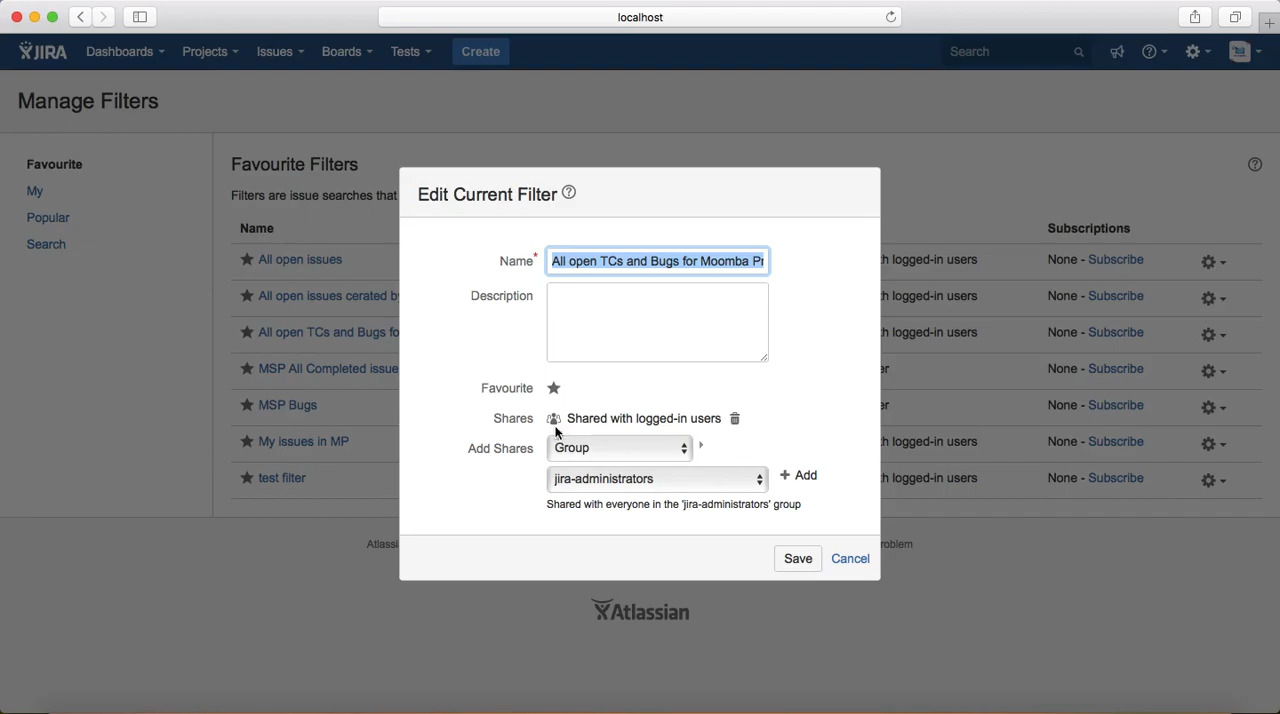 localhost
JIRA Dashboards Projects Issues Boards Tests Create Search
Manage Filters
Favourite
My
Popular
Search
Favourite Filters
Filters are issue searches that
Name Subscriptions
All open issues h logged-in users None - Subscribe
All open issues cerated by h logged-in users None - Subscribe
All open TCs and Bugs fo h logged-in users None - Subscribe
MSP All Completed issue er None - Subscribe
MSP Bugs er None - Subscribe
My issues in MP h logged-in users None - Subscribe
test filter h logged-in users None - Subscribe
Edit Current Filter
Name* All open TCs and Bugs for Moomba Pr
Description
Favourite
Shares Shared with logged-in users
Add Shares Group
jira-administrators + Add
Shared with everyone in the 'jira-administrators' group
Save Cancel
Atlassi roblem
Atlassian